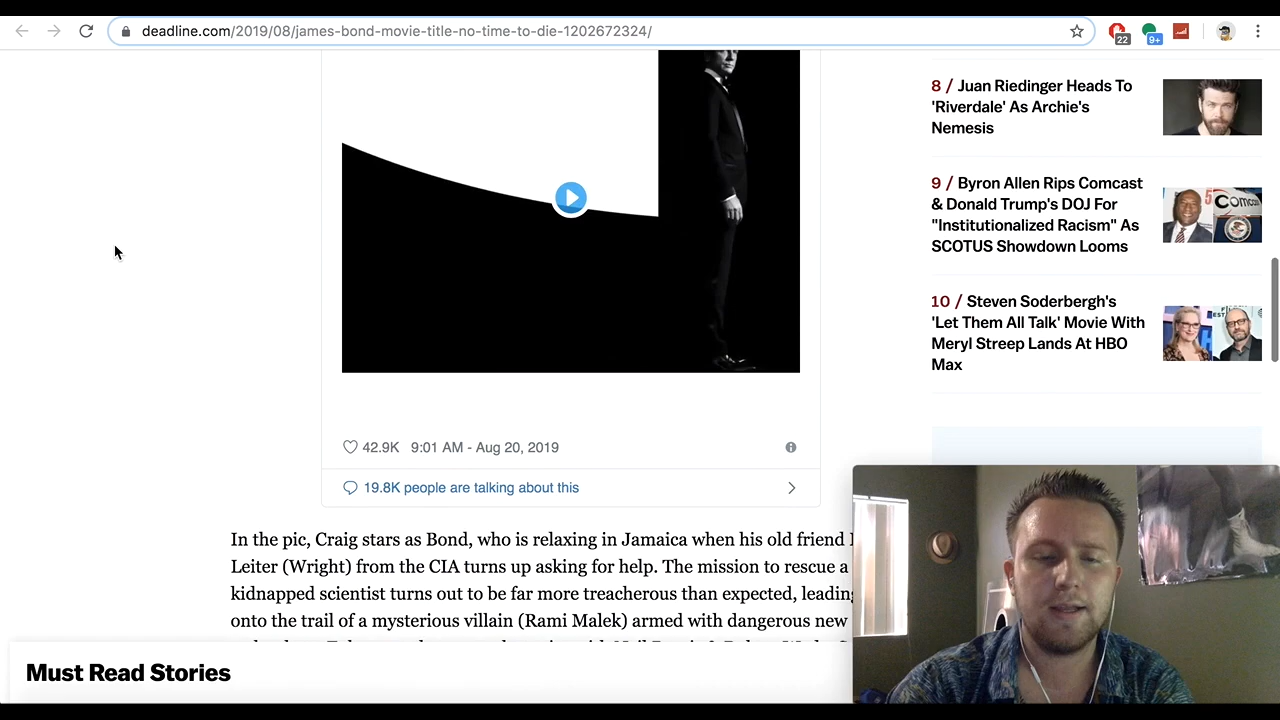 deadline.com/2019/08/james-bond-movie-title-no-time-to-die-1202672324/
22
9+
8 / Juan Riedinger Heads To
'Riverdale' As Archie's
Nemesis
9 / Byron Allen Rips Comcast
& Donald Trump's DOJ For
"Institutionalized Racism" As
SCOTUS Showdown Looms
10 / Steven Soderbergh's
'Let Them All Talk' Movie With
Meryl Streep Lands At HBO
Max
42.9K 9:01 AM - Aug 20, 2019
19.8K people are talking about this
In the pic, Craig stars as Bond, who is relaxing in Jamaica when his old friend
Leiter (Wright) from the CIA turns up asking for help. The mission to rescue a
kidnapped scientist turns out to be far more treacherous than expected, leading
onto the trail of a mysterious villain (Rami Malek) armed with dangerous new
Must Read Stories